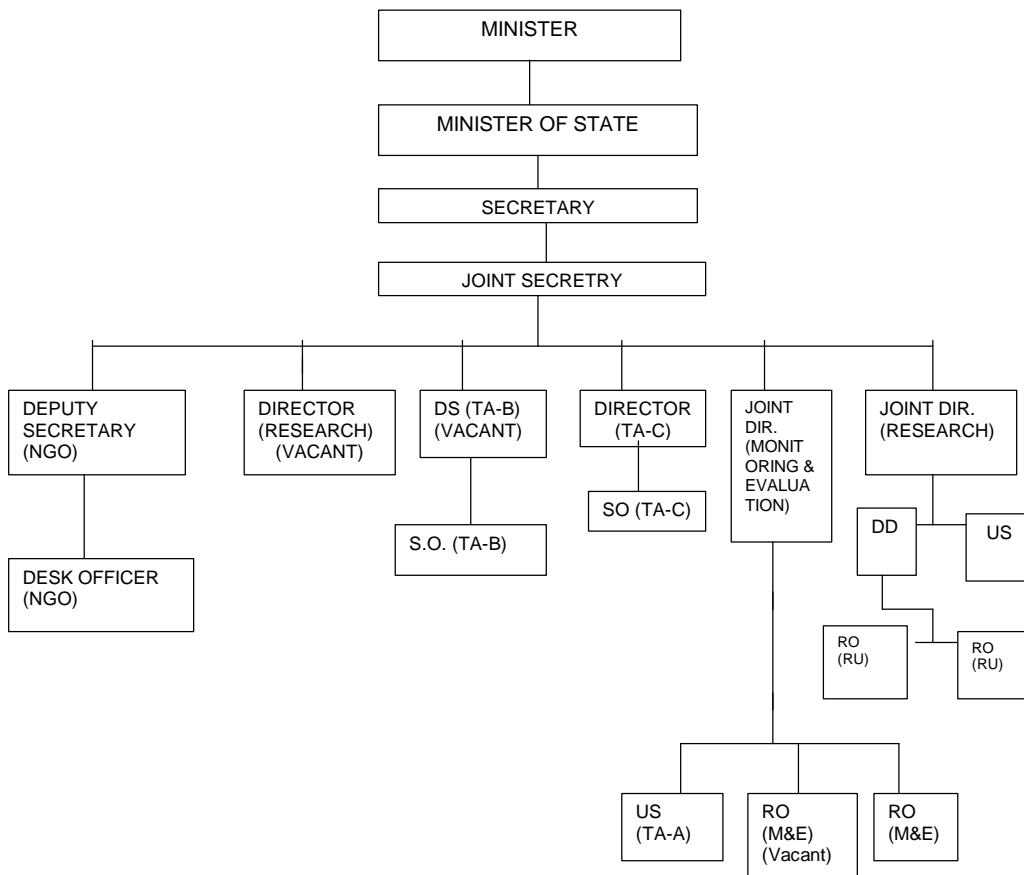 MINISTER
MINISTER OF STATE
SECRETARY
JOINT SECRETRY
DEPUTY
SECRETARY
(NGO)
DIRECTOR
(RESEARCH)
(VACANT)
DS (TA-B)
(VACANT)
DIRECTOR
(TA-C)
JOINT
DIR.
(MONIT
ORING &
EVALUA
TION)
JOINT DIR.
(RESEARCH)
DESK OFFICER
(NGO)
S.O. (TA-B)
SO (TA-C)
DD
US
RO
(RU)
RO
(RU)
US
(TA-A)
RO
(M&E)
(Vacant)
RO
(M&E)